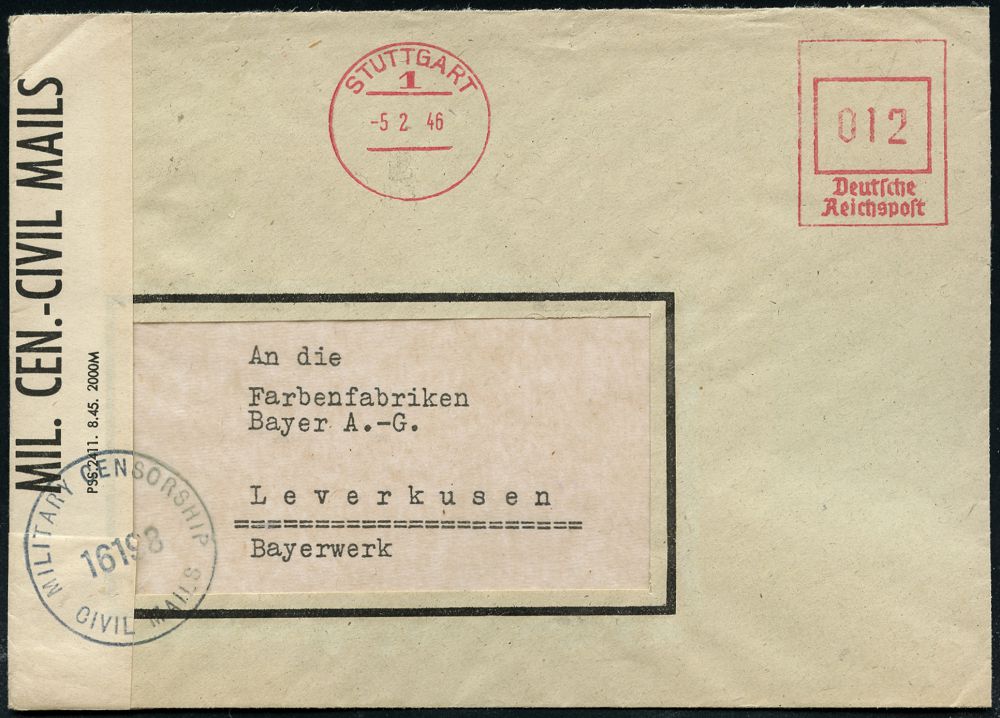 STUTTGART
1
-5 2 46
012
Deutsche
Reichspost
MIL. CEN.-CIVIL MAILS
PSS:2411. 8.45. 2000M
An die
Farbenfabriken
Bayer A.-G.
Leverkusen
=======================
Bayerwerk
MILITARY CENSORSHIP
16198
CIVIL MAILS